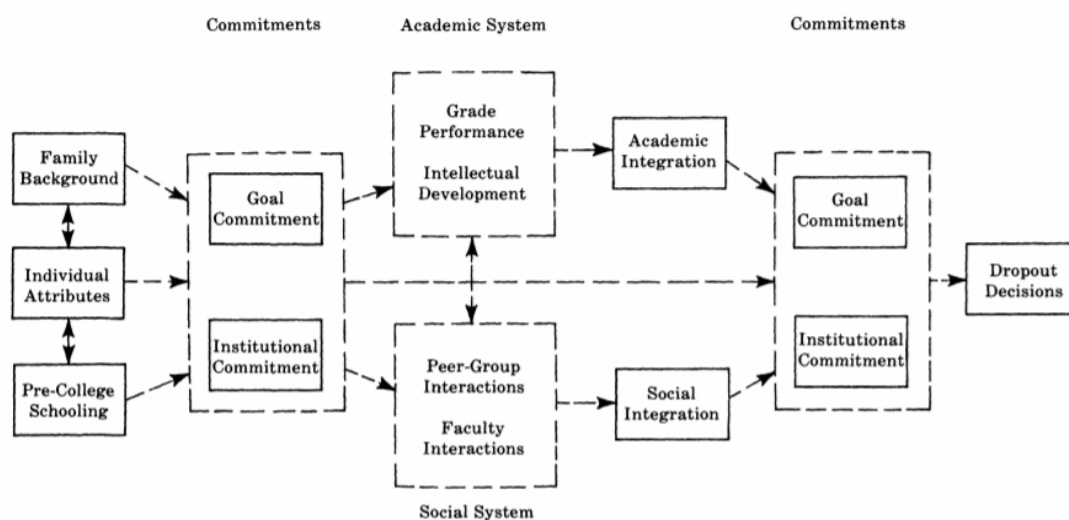 Commitments
Academic System
Commitments
Family
Background
Individual
Attributes
Pre-College
Schooling
Goal
Commitment
Institutional
Commitment
Grade
Performance
Intellectual
Development
Peer-Group
Interactions
Faculty
Interactions
Social System
Academic
Integration
Social
Integration
Goal
Commitment
Institutional
Commitment
Dropout
Decisions